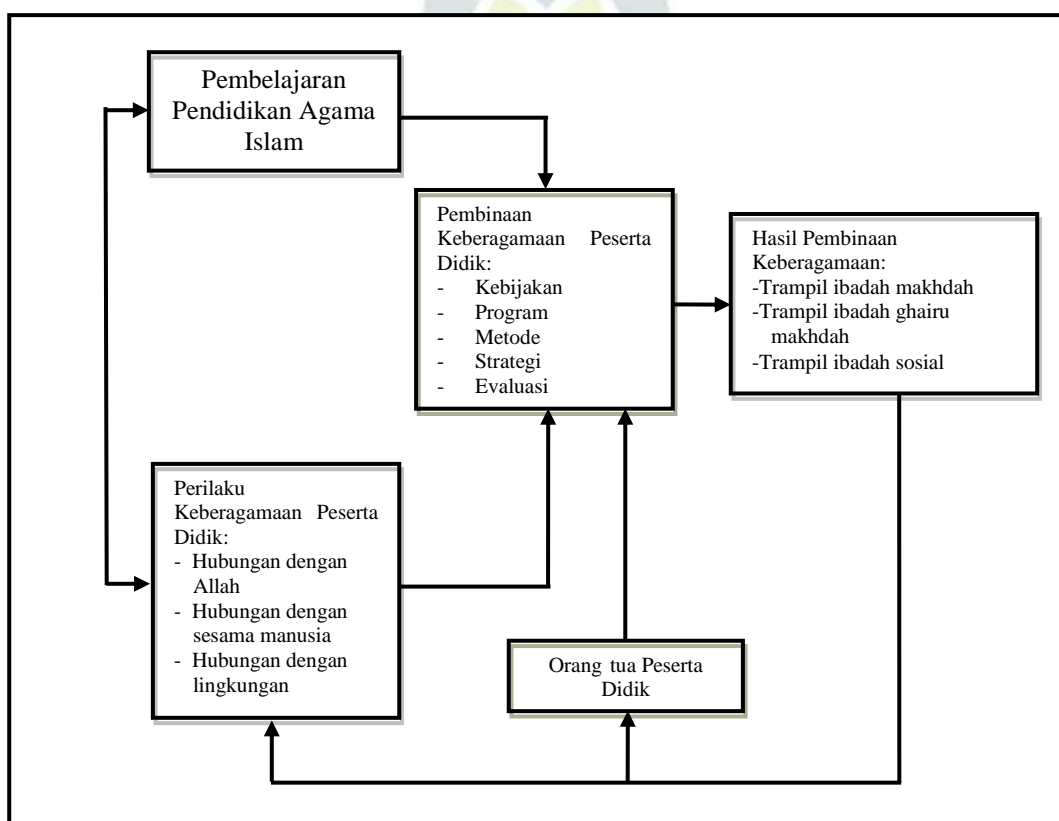 Pembelajaran
Pendidikan Agama
Islam
Pembinaan
Keberagamaan Peserta
Didik:
- Kebijakan
- Program
- Metode
- Strategi
- Evaluasi
Hasil Pembinaan
Keberagamaan:
-Trampil ibadah makhdah
-Trampil ibadah ghairu
makhdah
-Trampil ibadah sosial
Perilaku
Keberagamaan Peserta
Didik:
- Hubungan dengan
Allah
- Hubungan dengan
sesama manusia
- Hubungan dengan
lingkungan
Orang tua Peserta
Didik